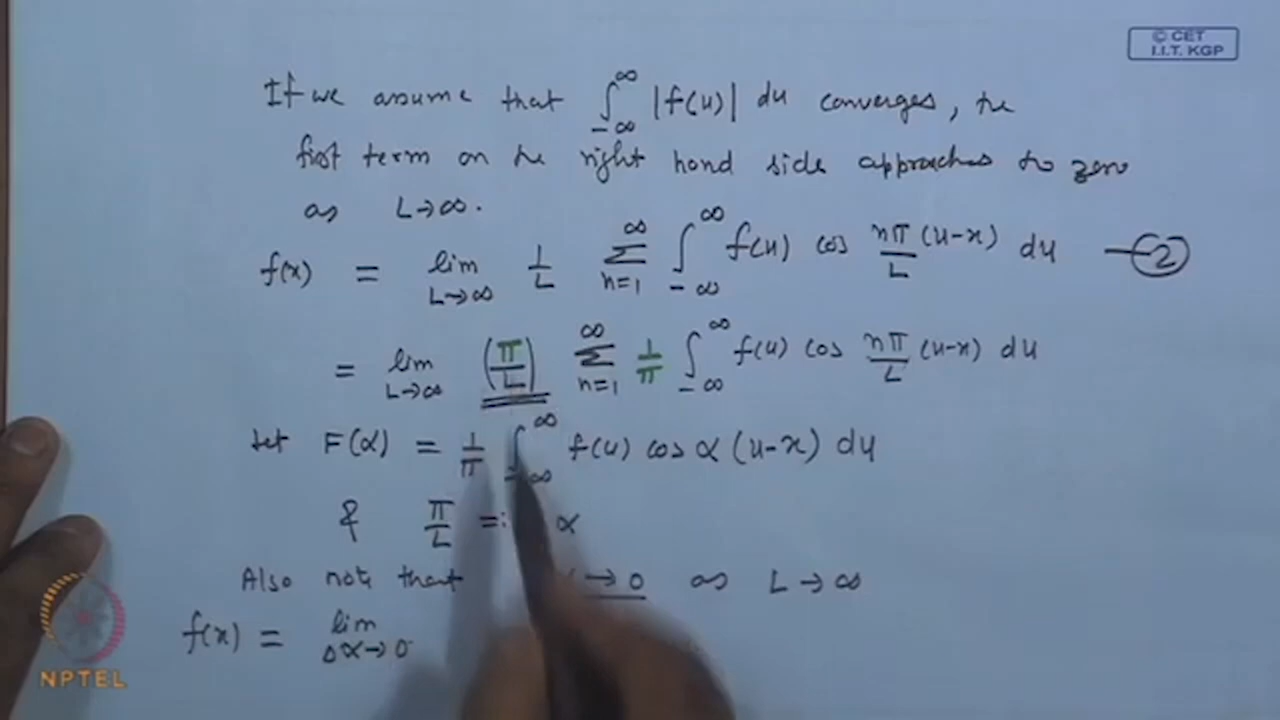 © CET
I.I.T. KGP
If we assume that ∫_{-∞}^{∞} |f(u)| du converges, the
first term on the right hand side approaches to zero
as L→∞.
f(x) = lim_{L→∞} 1/L ∑_{n=1}^{∞} ∫_{-∞}^{∞} f(u) cos nπ/L (u-x) du —②
= lim_{L→∞} (π/L) ∑_{n=1}^{∞} 1/π ∫_{-∞}^{∞} f(u) cos nπ/L (u-x) du
Let F(α) = 1/π ∫_{-∞}^{∞} f(u) cos α (u-x) du
& π/L =: α
Also note that →0 as L→∞
f(x) = lim_{Δα→0}
NPTEL